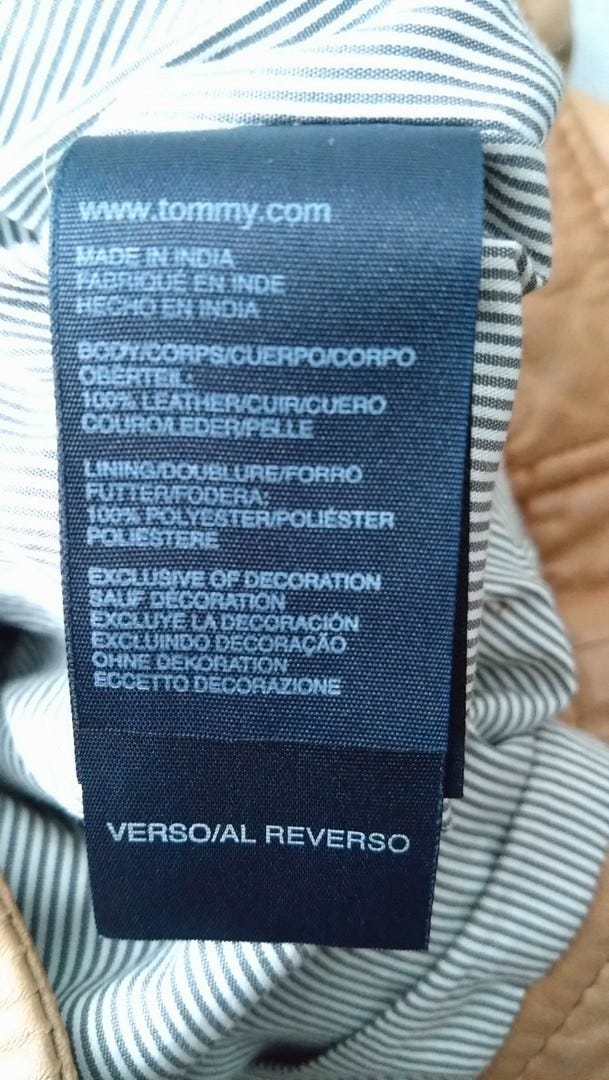 www.tommy.com
MADE IN INDIA
FABRIQUÉ EN INDE
HECHO EN INDIA
BODY/CORPS/CUERPO/CORPO
OBERTEIL:
100% LEATHER/CUIR/CUERO
COURO/LEDER/PELLE
LINING/DOUBLURE/FORRO
FUTTER/FODERA:
100% POLYESTER/POLIÉSTER
POLIESTERE
EXCLUSIVE OF DECORATION
SAUF DÉCORATION
EXCLUYE LA DECORACIÓN
EXCLUINDO DECORAÇÃO
OHNE DEKORATION
ECCETTO DECORAZIONE
VERSO/AL REVERSO